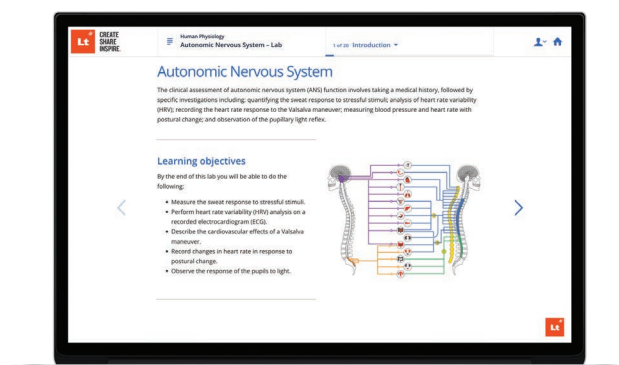 Lt
CREATE
SHARE
INSPIRE.
Human Physiology
Autonomic Nervous System – Lab
1 of 20 Introduction
Autonomic Nervous System
The clinical assessment of autonomic nervous system (ANS) function involves taking a medical history, followed by
specific investigations including; quantifying the sweat response to stressful stimuli; analysis of heart rate variability
(HRV); recording the heart rate response to the Valsalva maneuver; measuring blood pressure and heart rate with
postural change; and observation of the pupillary light reflex.
Learning objectives
By the end of this lab you will be able to do the
following:
• Measure the sweat response to stressful stimuli.
• Perform heart rate variability (HRV) analysis on a
recorded electrocardiogram (ECG).
• Describe the cardiovascular effects of a Valsalva
maneuver.
• Record changes in heart rate in response to
postural change.
• Observe the response of the pupils to light.
Lt